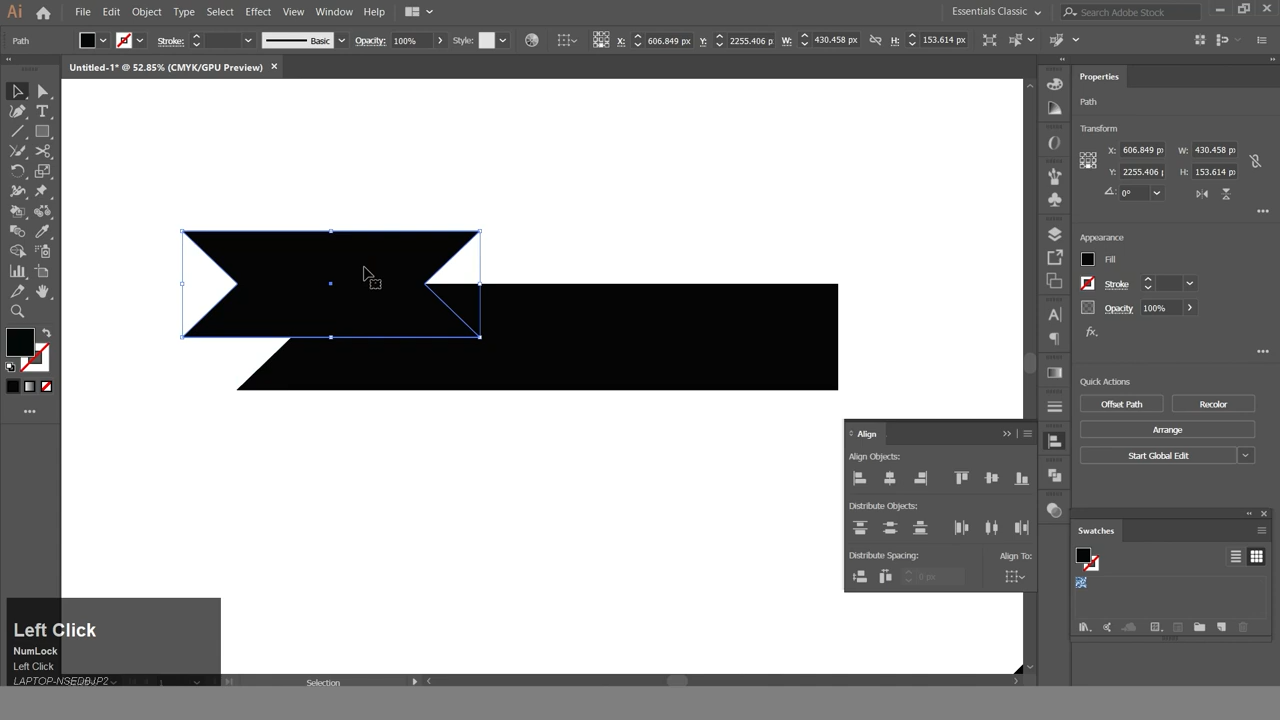 Ai File Edit Object Type Select Effect View Window Help Essentials Classic Search Adobe Stock
Path Stroke: Basic Opacity: 100% Style: X: 606.849 px Y: 2255.406 p W: 430.458 px H: 153.614 px
Untitled-1* @ 52.85% (CMYK/GPU Preview)
Properties
Path
Transform
X: 606.849 p W: 430.458 p
Y: 2255.406 H: 153.614 p
0°
Appearance
Fill
Stroke
Opacity 100%
fx.
Quick Actions
Offset Path Recolor
Arrange
Start Global Edit
Align
Align Objects:
Distribute Objects:
Distribute Spacing: Align To:
0 px
Swatches
Left Click
NumLock
Left Click
LAPTOP-NSEDBJP2
1 Selection